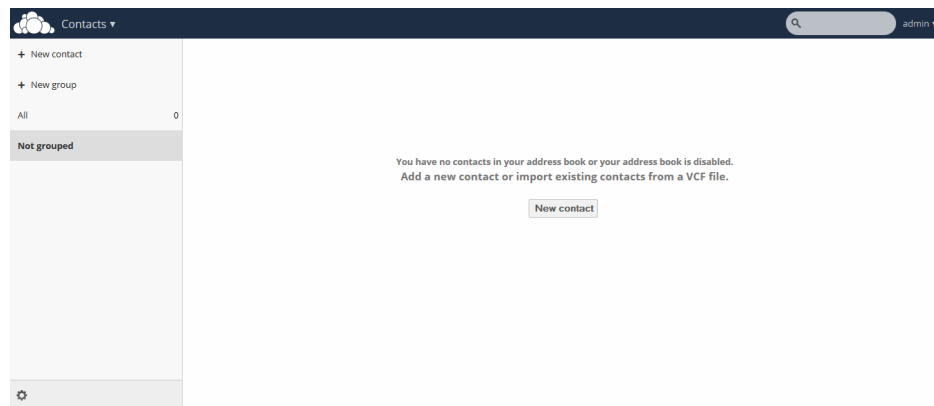 Contacts ▾
admin
+ New contact
+ New group
All 0
Not grouped
You have no contacts in your address book or your address book is disabled.
Add a new contact or import existing contacts from a VCF file.
New contact